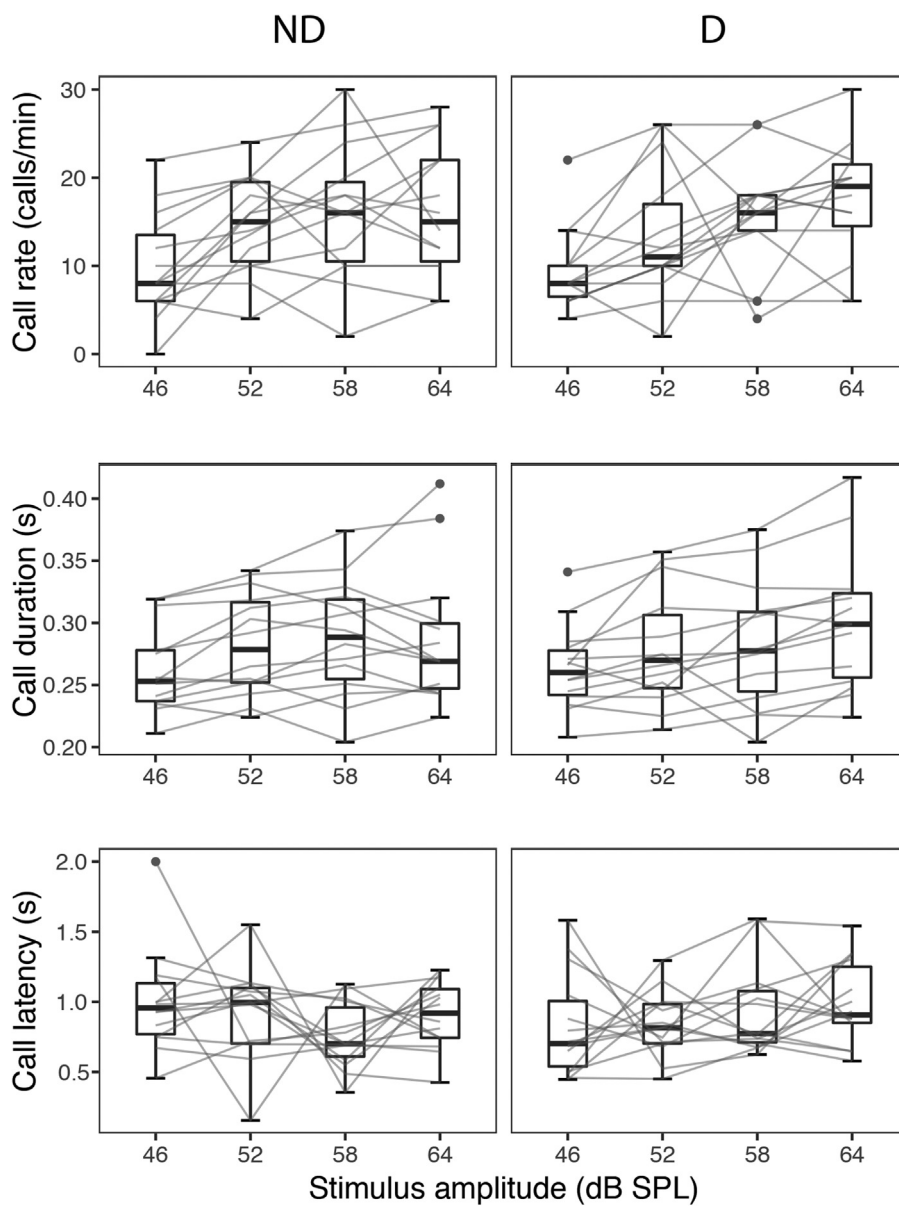 ND D
Call rate (calls/min)
30
20
10
0
46 52 58 64 46 52 58 64
Call duration (s)
0.40
0.35
0.30
0.25
0.20
46 52 58 64 46 52 58 64
Call latency (s)
2.0
1.5
1.0
0.5
46 52 58 64 46 52 58 64
Stimulus amplitude (dB SPL)